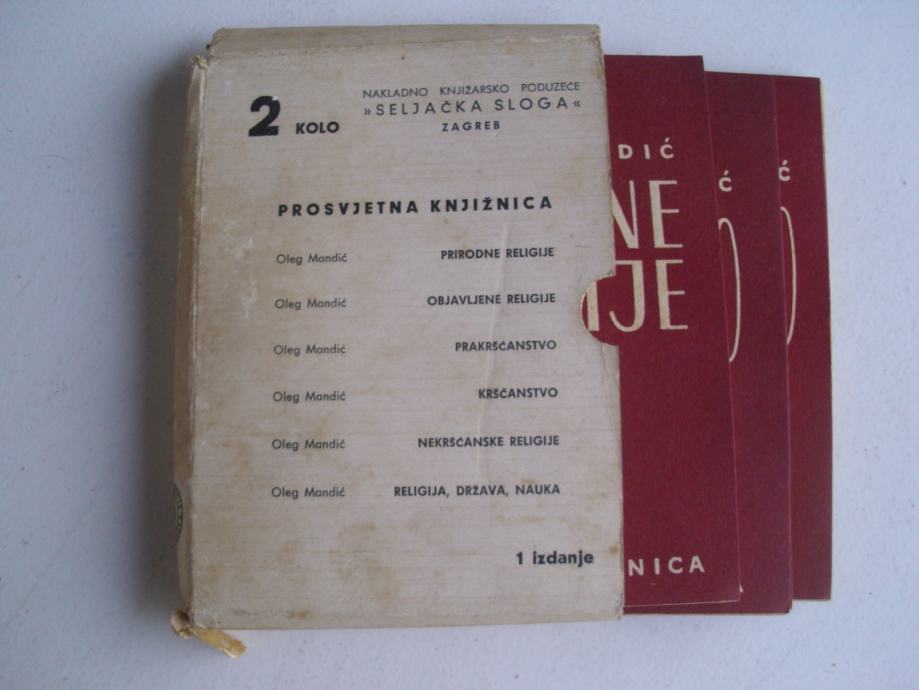 2 KOLO
NAKLADNO KNJIŽARSKO PODUZEĆE
»SELJAČKA SLOGA«
ZAGREB
PROSVJETNA KNJIŽNICA
Oleg Mandić PRIRODNE RELIGIJE
Oleg Mandić OBJAVLJENE RELIGIJE
Oleg Mandić PRAKRŠĆANSTVO
Oleg Mandić KRŠĆANSTVO
Oleg Mandić NEKRŠĆANSKE RELIGIJE
Oleg Mandić RELIGIJA, DRŽAVA, NAUKA
1 izdanje
DIĆ
NE
IJE
NICA
Ć
Ć